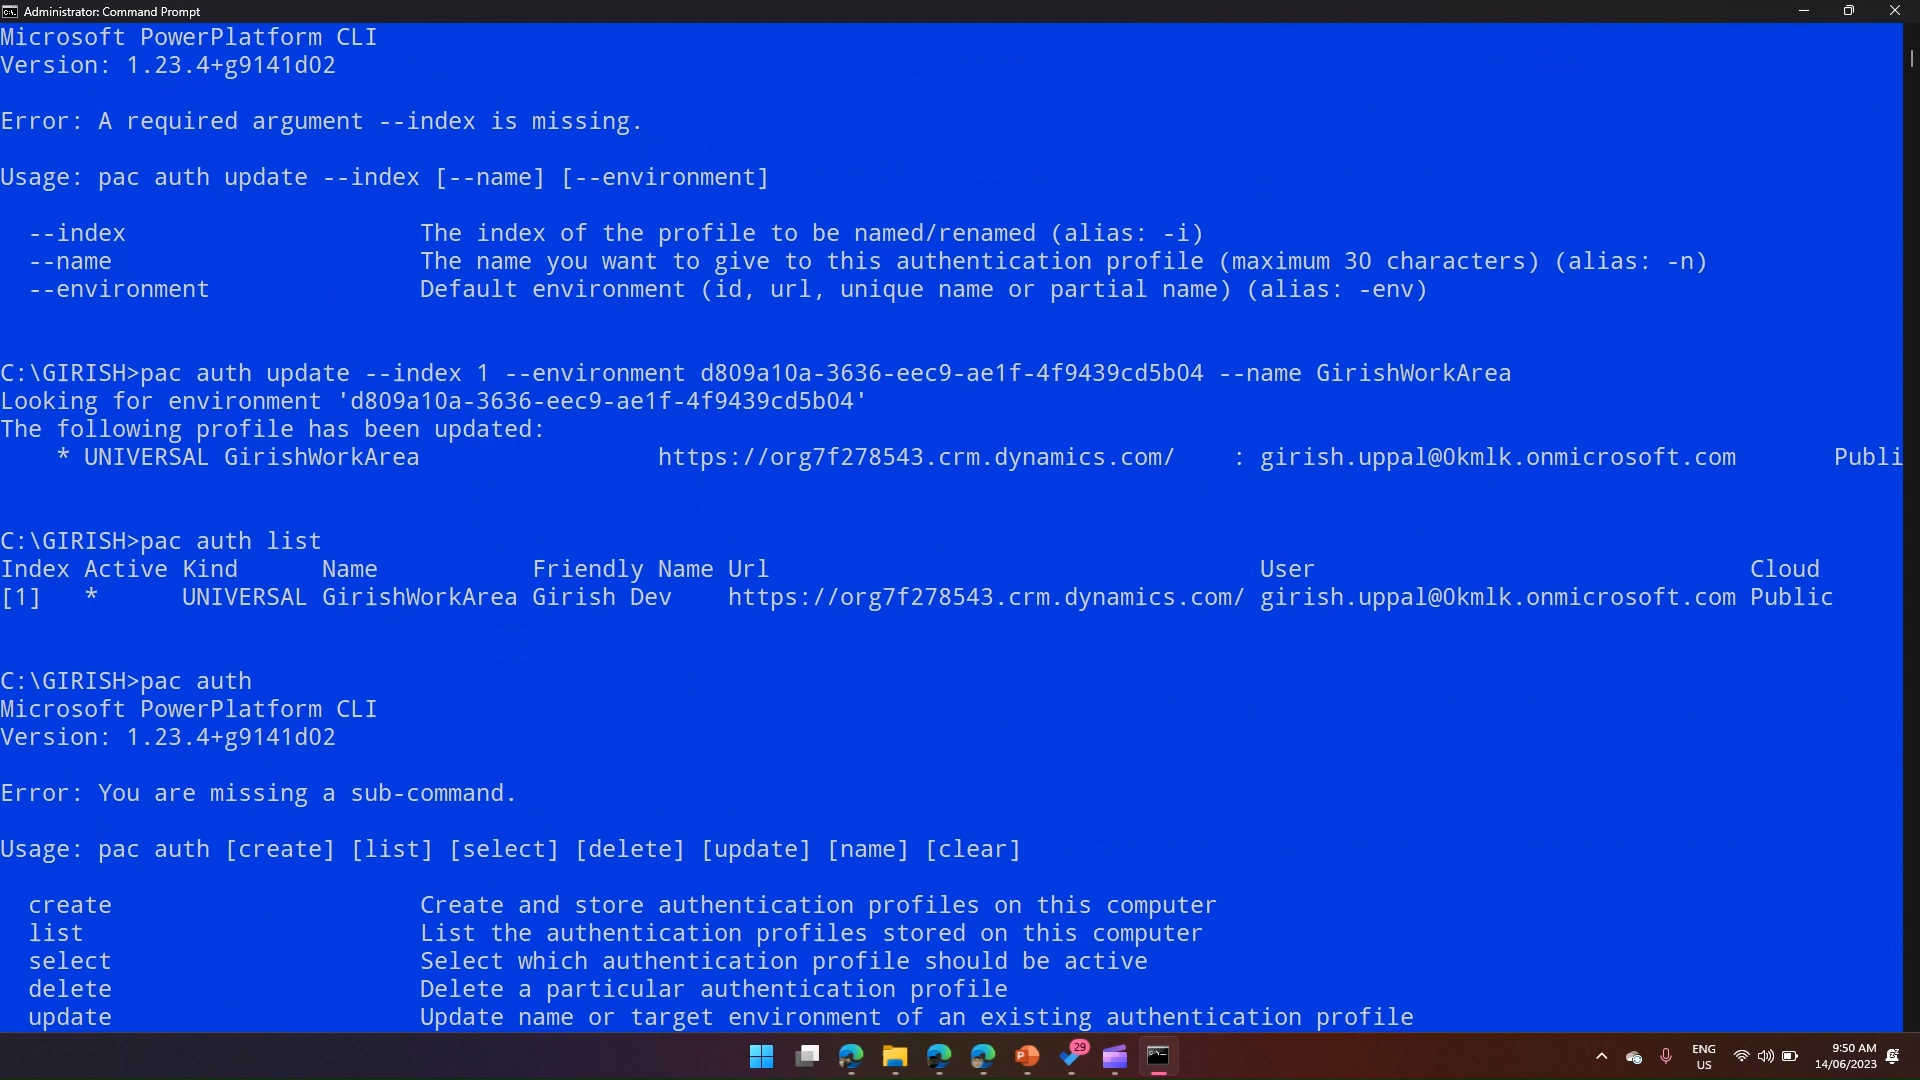 Administrator: Command Prompt
Microsoft PowerPlatform CLI
Version: 1.23.4+g9141d02
Error: A required argument --index is missing.
Usage: pac auth update --index [--name] [--environment]
--index The index of the profile to be named/renamed (alias: -i)
--name The name you want to give to this authentication profile (maximum 30 characters) (alias: -n)
--environment Default environment (id, url, unique name or partial name) (alias: -env)
C:\GIRISH>pac auth update --index 1 --environment d809a10a-3636-eec9-ae1f-4f9439cd5b04 --name GirishWorkArea
Looking for environment 'd809a10a-3636-eec9-ae1f-4f9439cd5b04'
The following profile has been updated:
* UNIVERSAL GirishWorkArea https://org7f278543.crm.dynamics.com/ : girish.uppal@0kmlk.onmicrosoft.com Publi
C:\GIRISH>pac auth list
Index Active Kind Name Friendly Name Url User Cloud
[1] * UNIVERSAL GirishWorkArea Girish Dev https://org7f278543.crm.dynamics.com/ girish.uppal@0kmlk.onmicrosoft.com Public
C:\GIRISH>pac auth
Microsoft PowerPlatform CLI
Version: 1.23.4+g9141d02
Error: You are missing a sub-command.
Usage: pac auth [create] [list] [select] [delete] [update] [name] [clear]
create Create and store authentication profiles on this computer
list List the authentication profiles stored on this computer
select Select which authentication profile should be active
delete Delete a particular authentication profile
update Update name or target environment of an existing authentication profile
29
ENG
US
9:50 AM
14/06/2023